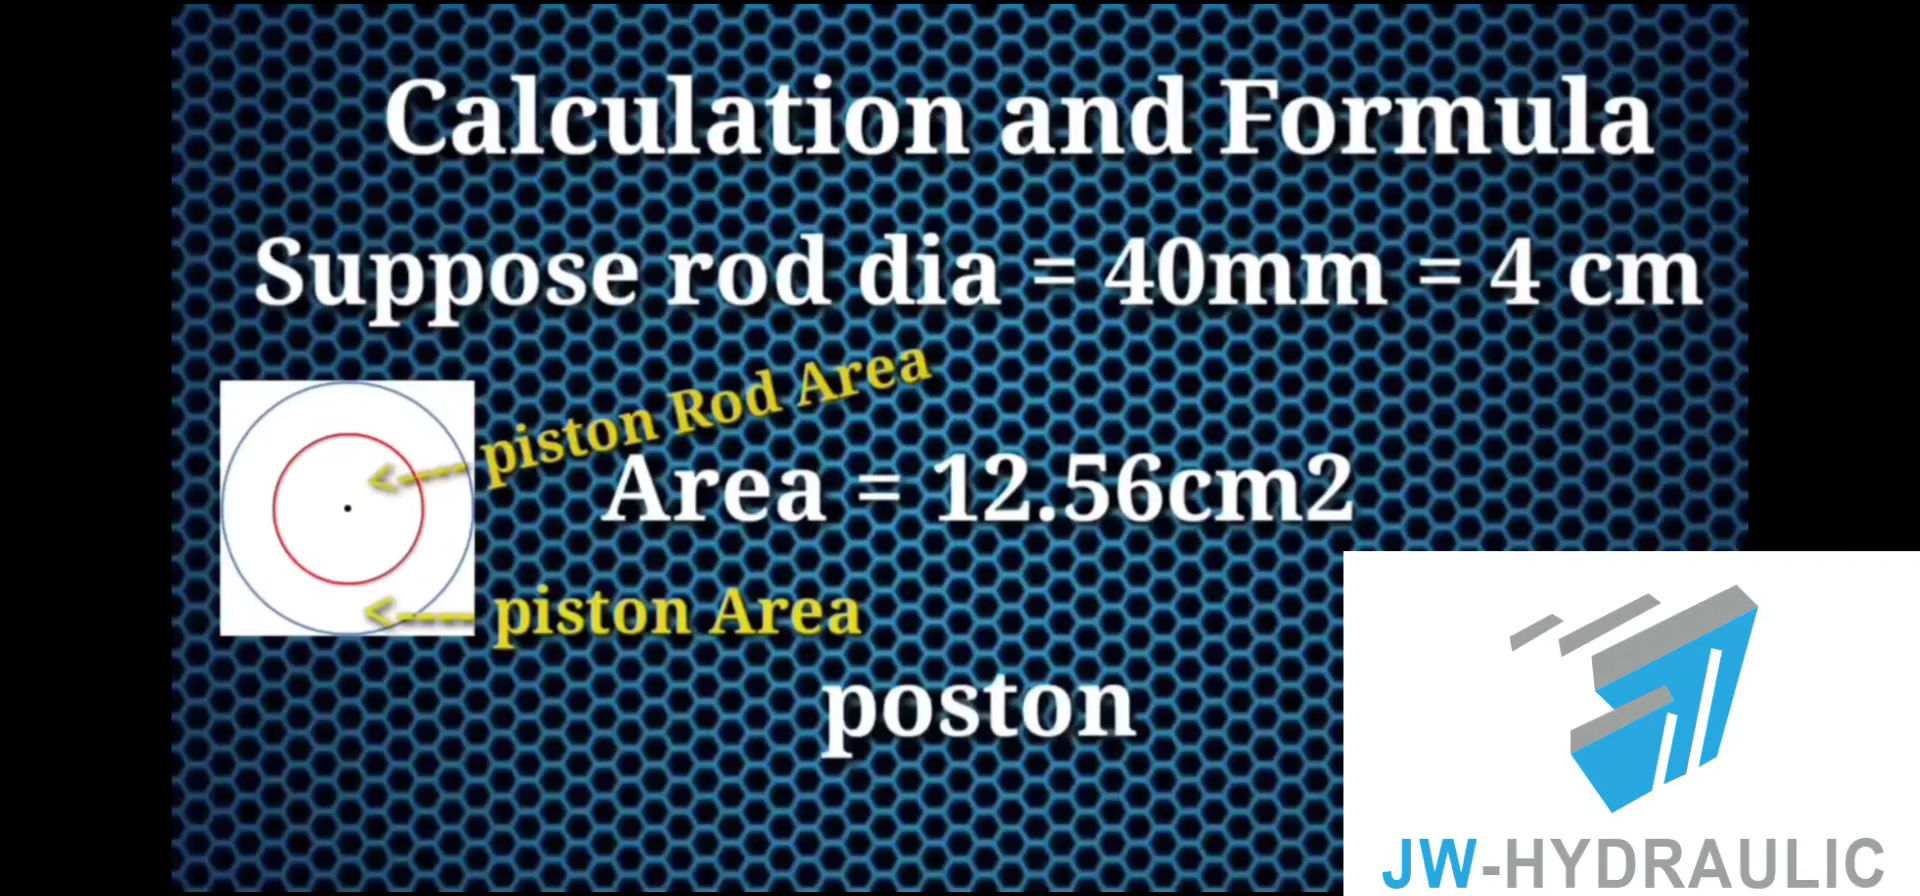 Calculation and Formula
Suppose rod dia = 40mm = 4 cm
piston Rod Area
Area = 12.56cm2
piston Area
poston
JW-HYDRAULIC